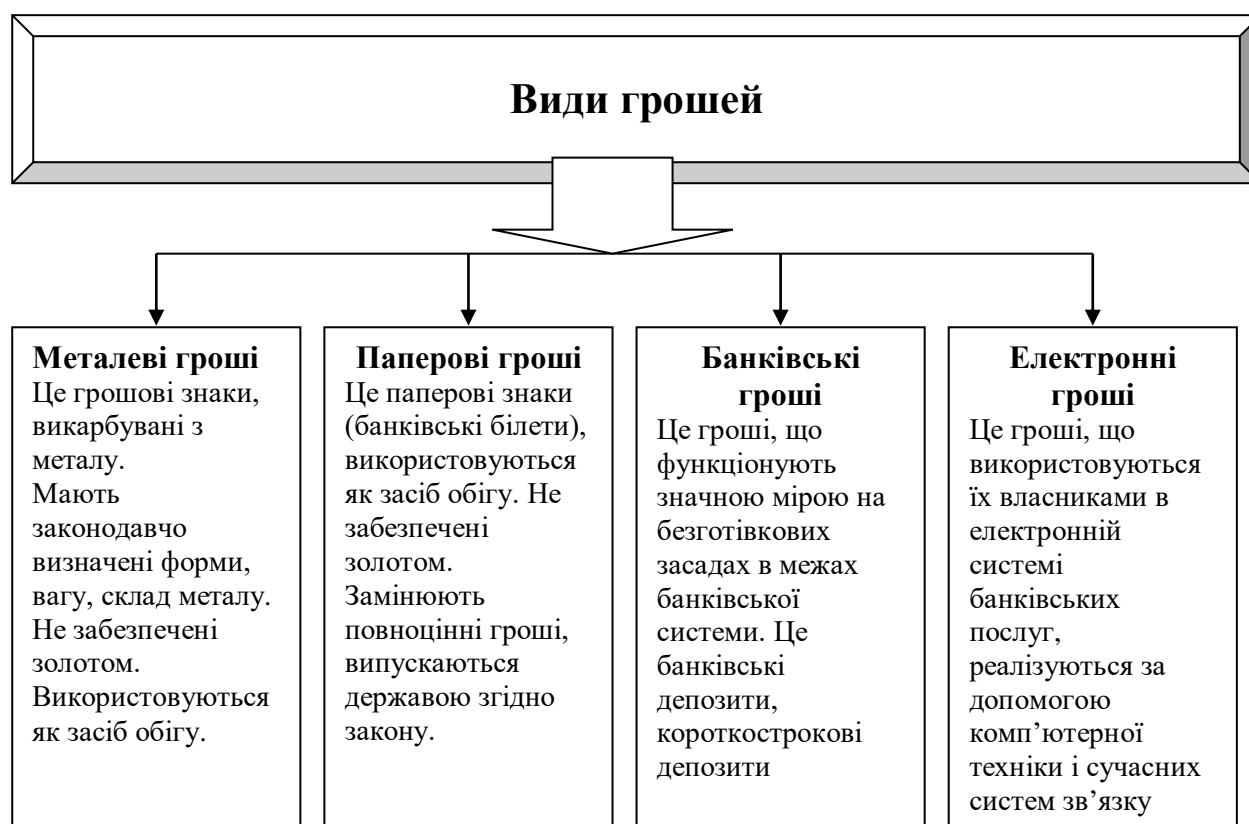 Види грошей
Металеві гроші
Це грошові знаки,
викарбувані з
металу.
Мають
законодавчо
визначені форми,
вагу, склад металу.
Не забезпечені
золотом.
Використовуються
як засіб обігу.
Паперові гроші
Це паперові знаки
(банківські білети),
використовуються
як засіб обігу. Не
забезпечені
золотом.
Замінюють
повноцінні гроші,
випускаються
державою згідно
закону.
Банківські
гроші
Це гроші, що
функціонують
значною мірою на
безготівкових
засадах в межах
банківської
системи. Це
банківські
депозити,
короткострокові
депозити
Електронні
гроші
Це гроші, що
використовуються
їх власниками в
електронній
системі
банківських
послуг,
реалізуються за
допомогою
комп’ютерної
техніки і сучасних
систем зв’язку